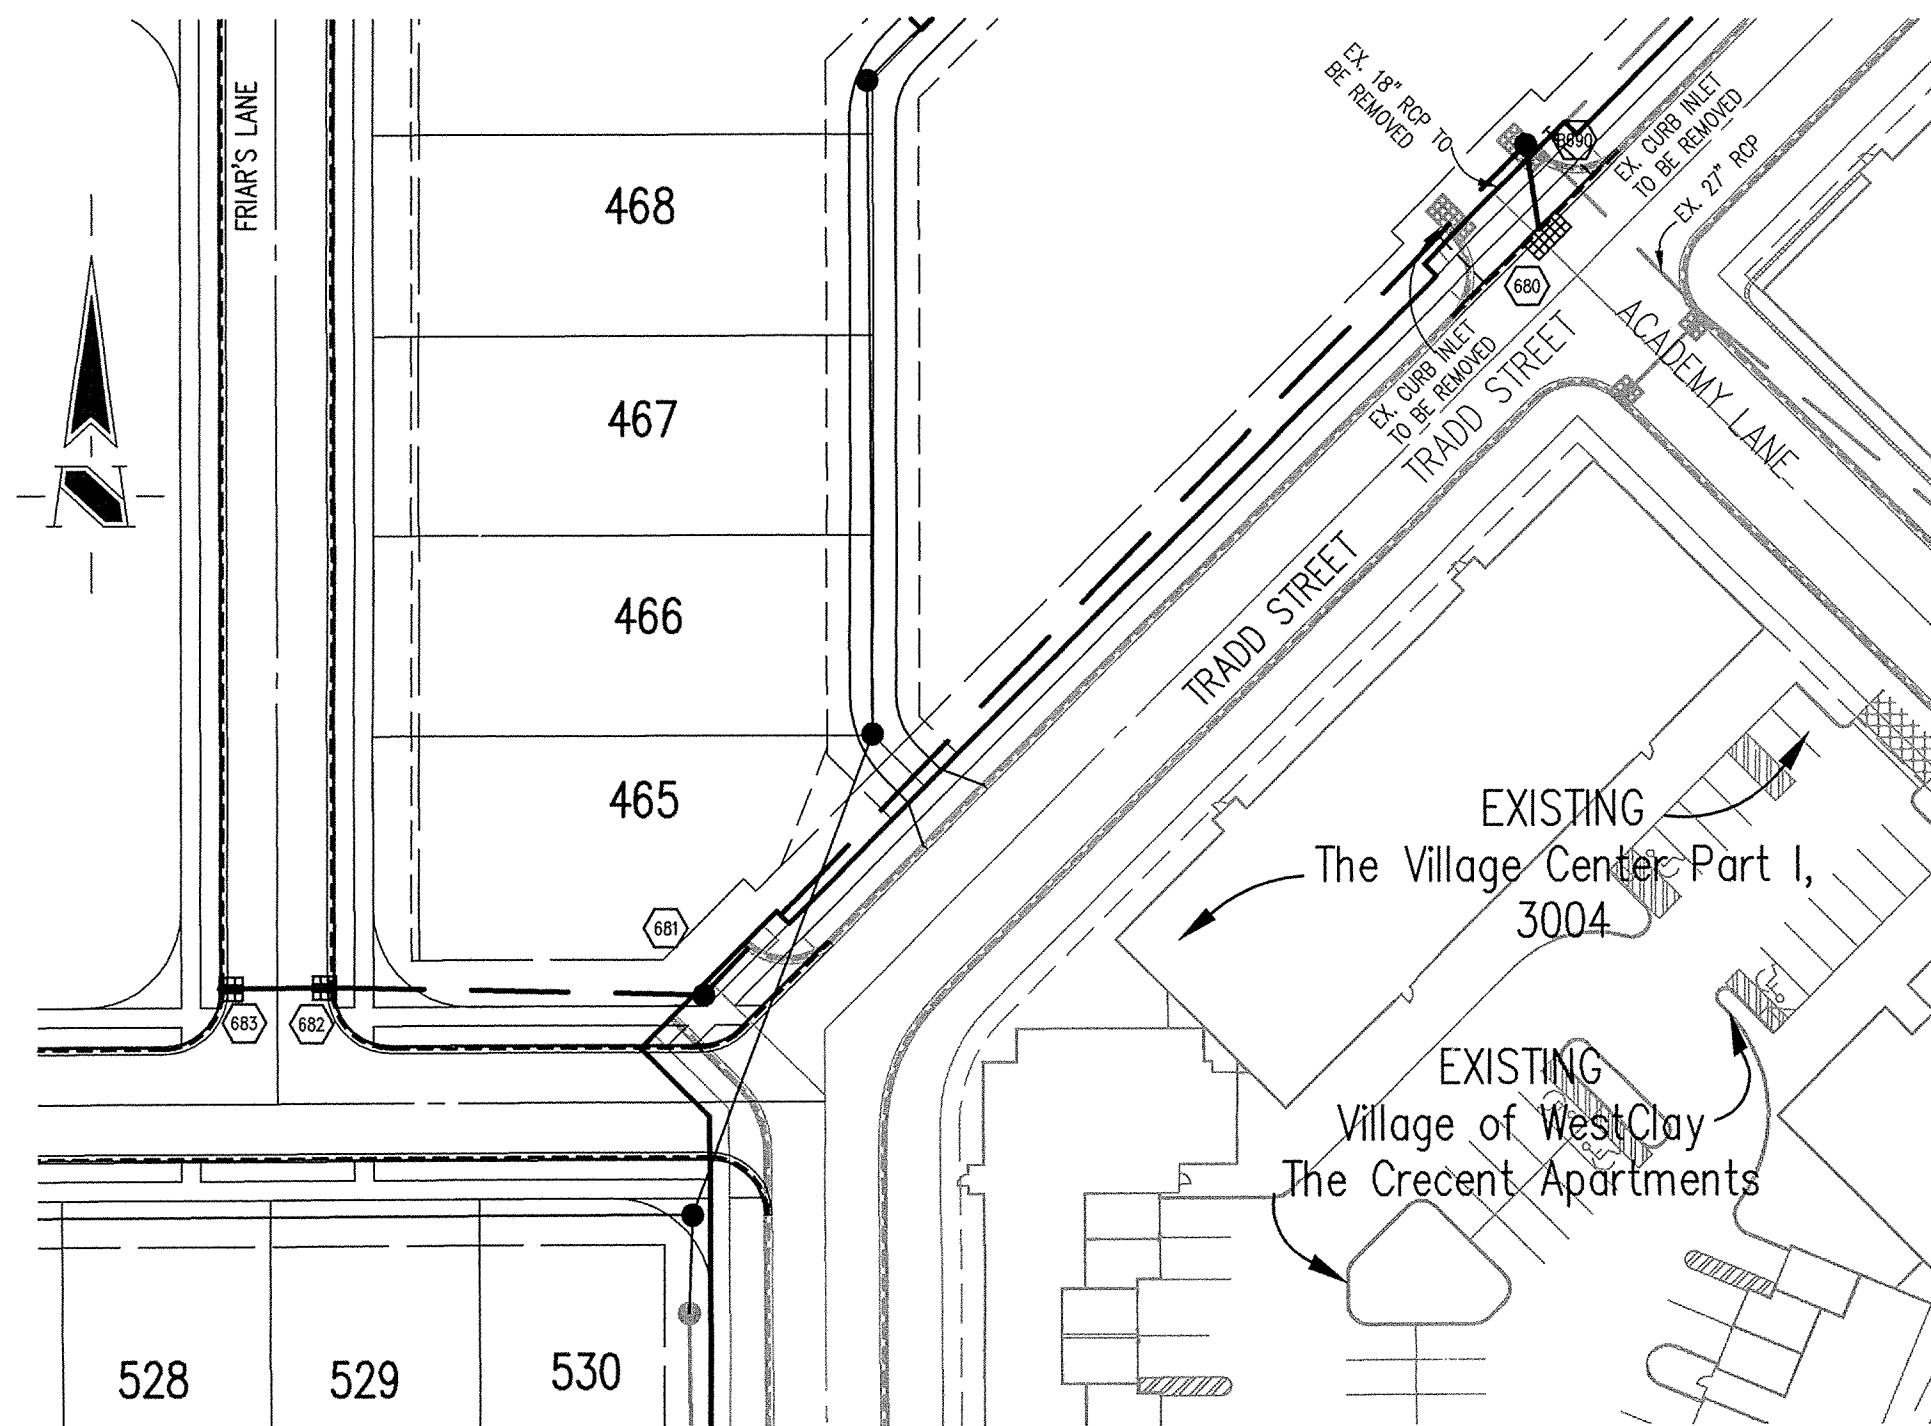 FRIAR'S LANE
N
468
467
466
465
528
529
530
681
683
682
680
EX. 18" RCP TO
BE REMOVED
EX. CURB INLET
TO BE REMOVED
EX. 27" RCP
EX. CURB INLET
TO BE REMOVED
TRADD STREET
ACADEMY LANE
TRADD STREET
EXISTING
The Village Center Part I,
3004
EXISTING
Village of WestClay
The Crecent Apartments